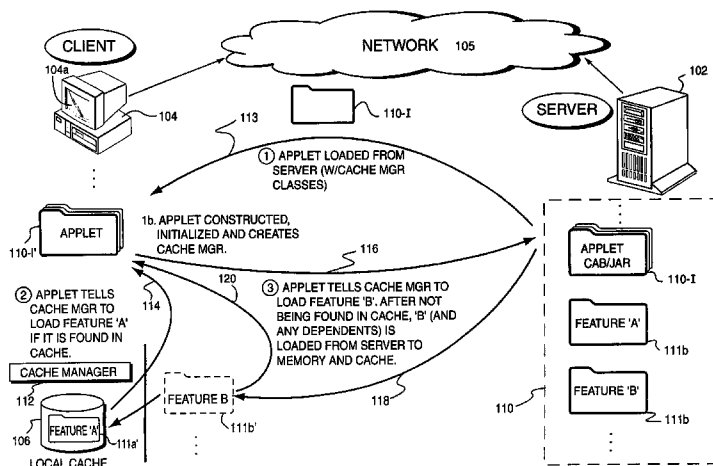 CLIENT
NETWORK 105
102
104a
104
110-I
SERVER
113
① APPLET LOADED FROM
SERVER (W/CACHE MGR
CLASSES)
APPLET
110-I'
1b. APPLET CONSTRUCTED,
INITIALIZED AND CREATES
CACHE MGR.
116
APPLET
CAB/JAR
110-I
② APPLET TELLS
CACHE MGR TO
LOAD FEATURE 'A'
IF IT IS FOUND IN
CACHE.
114
120
③ APPLET TELLS CACHE MGR TO
LOAD FEATURE 'B'. AFTER NOT
BEING FOUND IN CACHE, 'B' (AND
ANY DEPENDENTS) IS
LOADED FROM SERVER TO
MEMORY AND CACHE.
FEATURE 'A'
111b
CACHE MANAGER
112
FEATURE B
111b'
118
110
FEATURE 'B'
111b
106
FEATURE 'A'
111a'
LOCAL CACHE